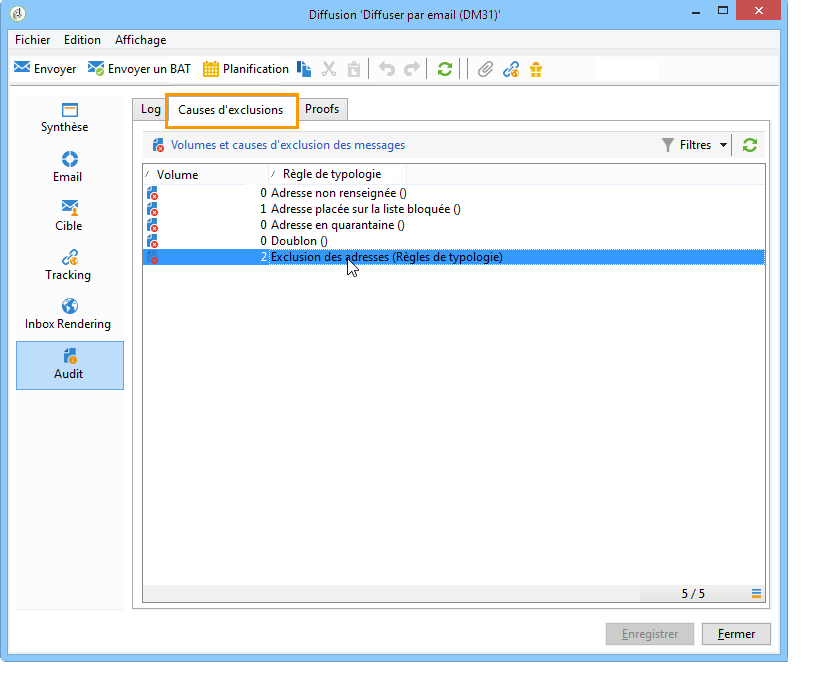 Diffusion 'Diffuser par email (DM31)'
Fichier Edition Affichage
Envoyer Envoyer un BAT Planification
Synthèse
Email
Cible
Tracking
Inbox Rendering
Audit
Log Causes d'exclusions Proofs
Volumes et causes d'exclusion des messages Filtres
Volume Règle de typologie
0 Adresse non renseignée ()
1 Adresse placée sur la liste bloquée ()
0 Adresse en quarantaine ()
0 Doublon ()
2 Exclusion des adresses (Règles de typologie)
5 / 5
Enregistrer Fermer